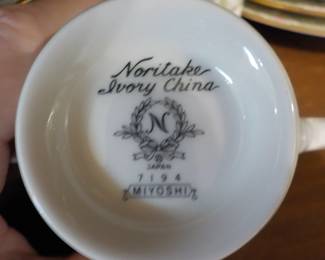 Noritake
Ivory China
N
JAPAN
7194
MIYOSHI